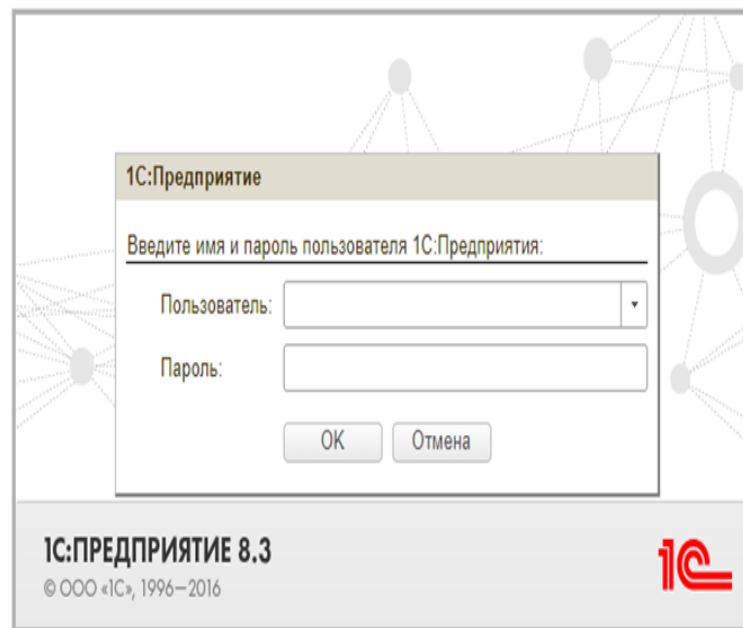 1С:Предприятие
Введите имя и пароль пользователя 1С:Предприятия:
Пользователь:
Пароль:
OK
Отмена
1С:ПРЕДПРИЯТИЕ 8.3
© ООО «1С», 1996—2016
1С